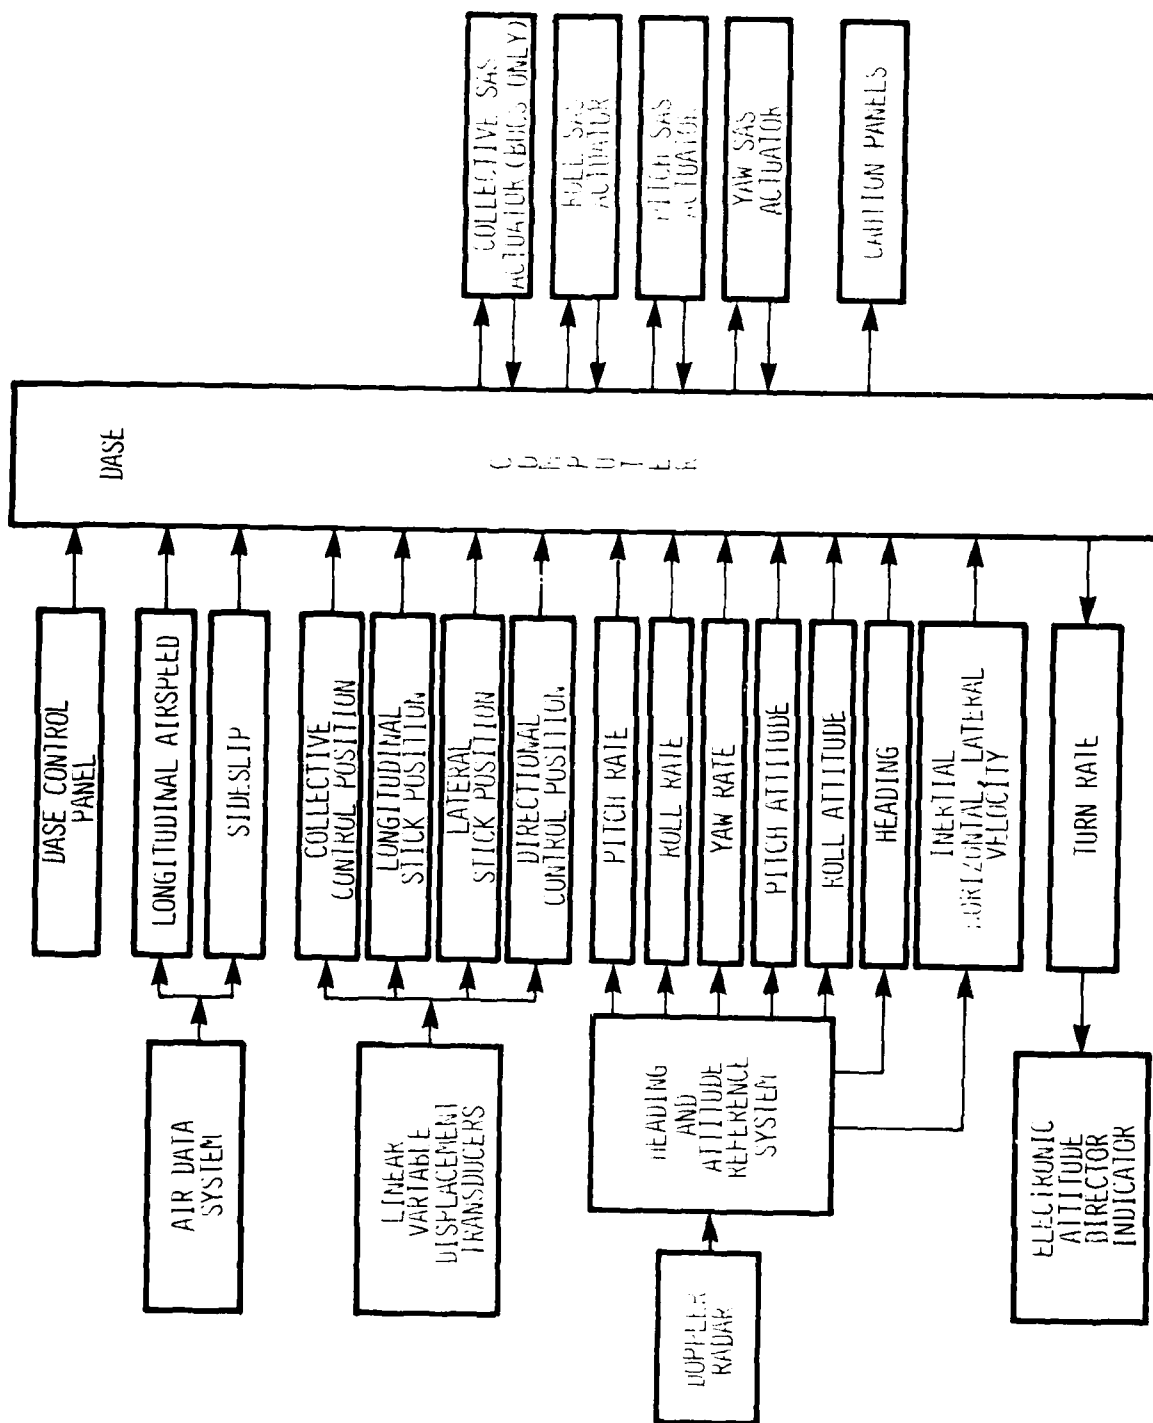 AIR DATA
SYSTEM
LINEAR
VARIABLE
DISPLACEMENT
TRANSDUCERS
DOPPLER
RADAR
HEADING
AND
ATTITUDE
REFERENCE
SYSTEM
ELECTRONIC
ATTITUDE
DIRECTOR
INDICATOR
DASE CONTROL
PANEL
LONGITUDINAL AIRSPEED
SIDESLIP
COLLECTIVE
CONTROL POSITION
LONGITUDINAL
STICK POSITION
LATERAL
STICK POSITION
DIRECTIONAL
CONTROL POSITION
PITCH RATE
ROLL RATE
YAW RATE
PITCH ATTITUDE
ROLL ATTITUDE
HEADING
INERTIAL
HORIZONTAL, LATERAL
VELOCITY
TURN RATE
DASE
COMPUTER
COLLECTIVE SAS
ACTUATOR (BUCS ONLY)
ROLL SAS
ACTUATOR
PITCH SAS
ACTUATOR
YAW SAS
ACTUATOR
CAUTION PANELS